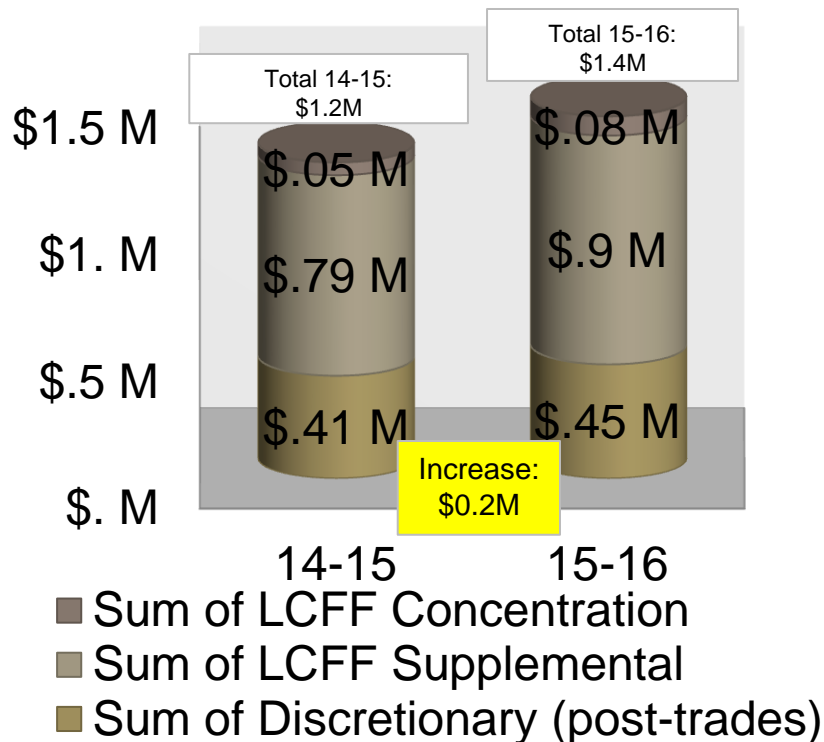 Total 15-16:
$1.4M
Total 14-15:
$1.2M
$1.5 M
$1. M
$.5 M
$. M
$.05 M
$.79 M
$.41 M
$.08 M
$.9 M
$.45 M
Increase:
$0.2M
14-15
15-16
Sum of LCFF Concentration
Sum of LCFF Supplemental
Sum of Discretionary (post-trades)